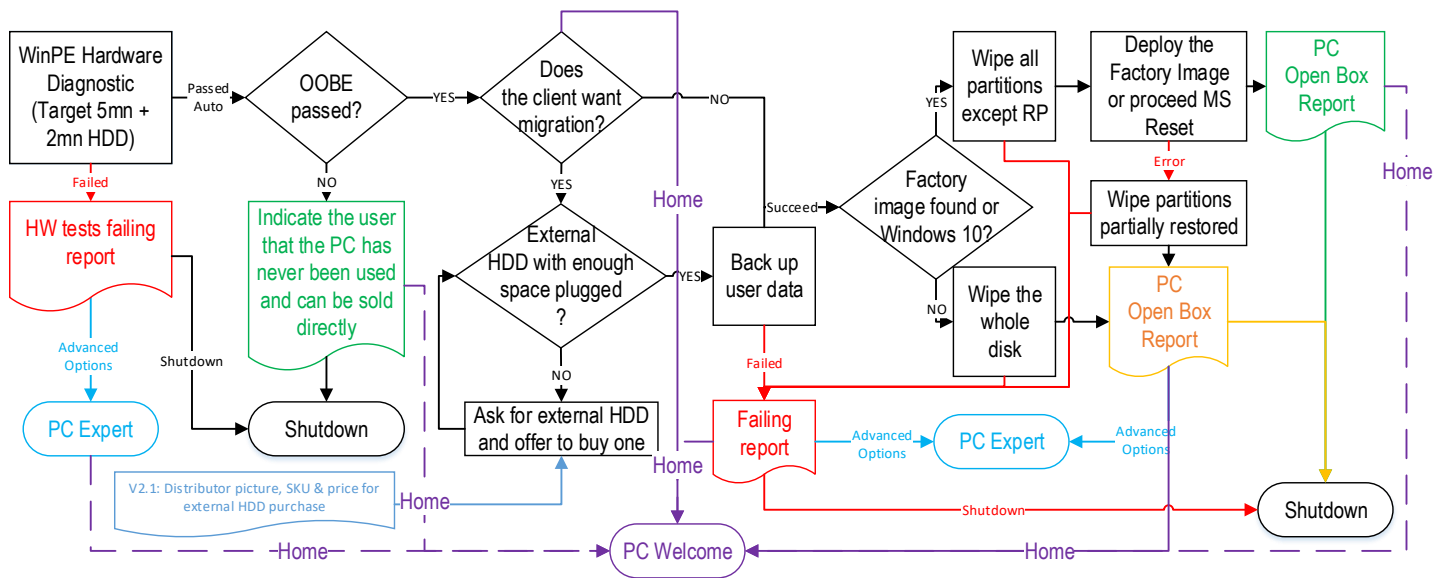 WinPE Hardware
Diagnostic
(Target 5mn +
2mn HDD)
Passed
Auto
OOBE
passed?
YES
Does
the client want
migration?
NO
Wipe all
partitions
except RP
Deploy the
Factory Image
or proceed MS
Reset
PC
Open Box
Report
YES
Failed
NO
YES
Home
Error
Home
HW tests failing
report
Indicate the user
that the PC has
never been used
and can be sold
directly
External
HDD with enough
space plugged
?
YES
Succeed
Back up
user data
Factory
image found or
Windows 10?
Wipe partitions
partially restored
NO
Wipe the
whole
disk
PC
Open Box
Report
Advanced
Options
Shutdown
NO
Failed
PC Expert
Shutdown
Ask for external HDD
and offer to buy one
Home
Failing
report
Advanced
Options
PC Expert
Advanced
Options
V2.1: Distributor picture, SKU & price for
external HDD purchase
Home
Shutdown
Shutdown
Home
PC Welcome
Home